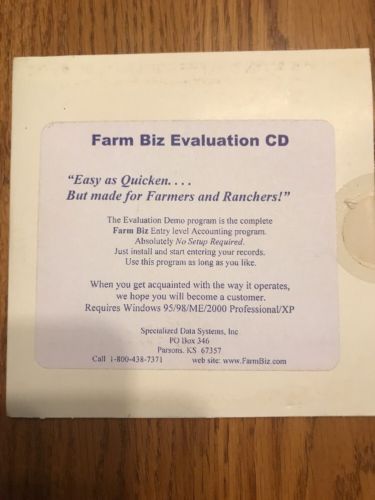 Farm Biz Evaluation CD
"Easy as Quicken. . . .
But made for Farmers and Ranchers!"
The Evaluation Demo program is the complete
Farm Biz Entry level Accounting program.
Absolutely No Setup Required.
Just install and start entering your records.
Use this program as long as you like.
When you get acquainted with the way it operates,
we hope you will become a customer.
Requires Windows 95/98/ME/2000 Professional/XP
Specialized Data Systems, Inc
PO Box 346
Parsons, KS 67357
Call 1-800-438-7371 web site: www.FarmBiz.com